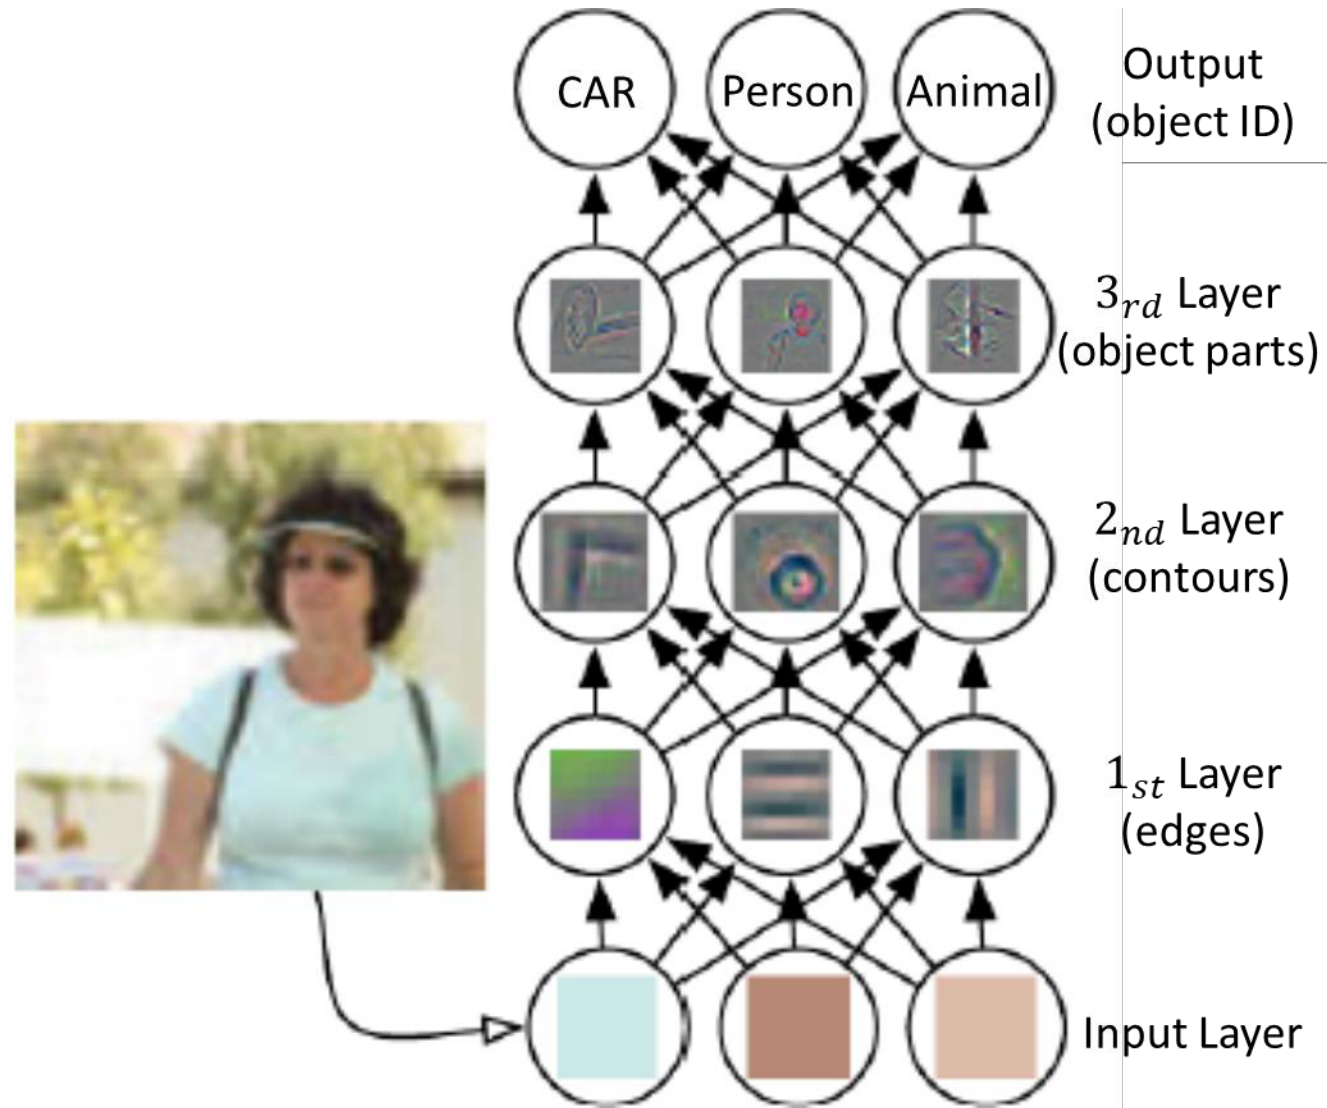 CAR
Person
Animal
Output
(object ID)
3rd Layer
(object parts)
2nd Layer
(contours)
1st Layer
(edges)
Input Layer